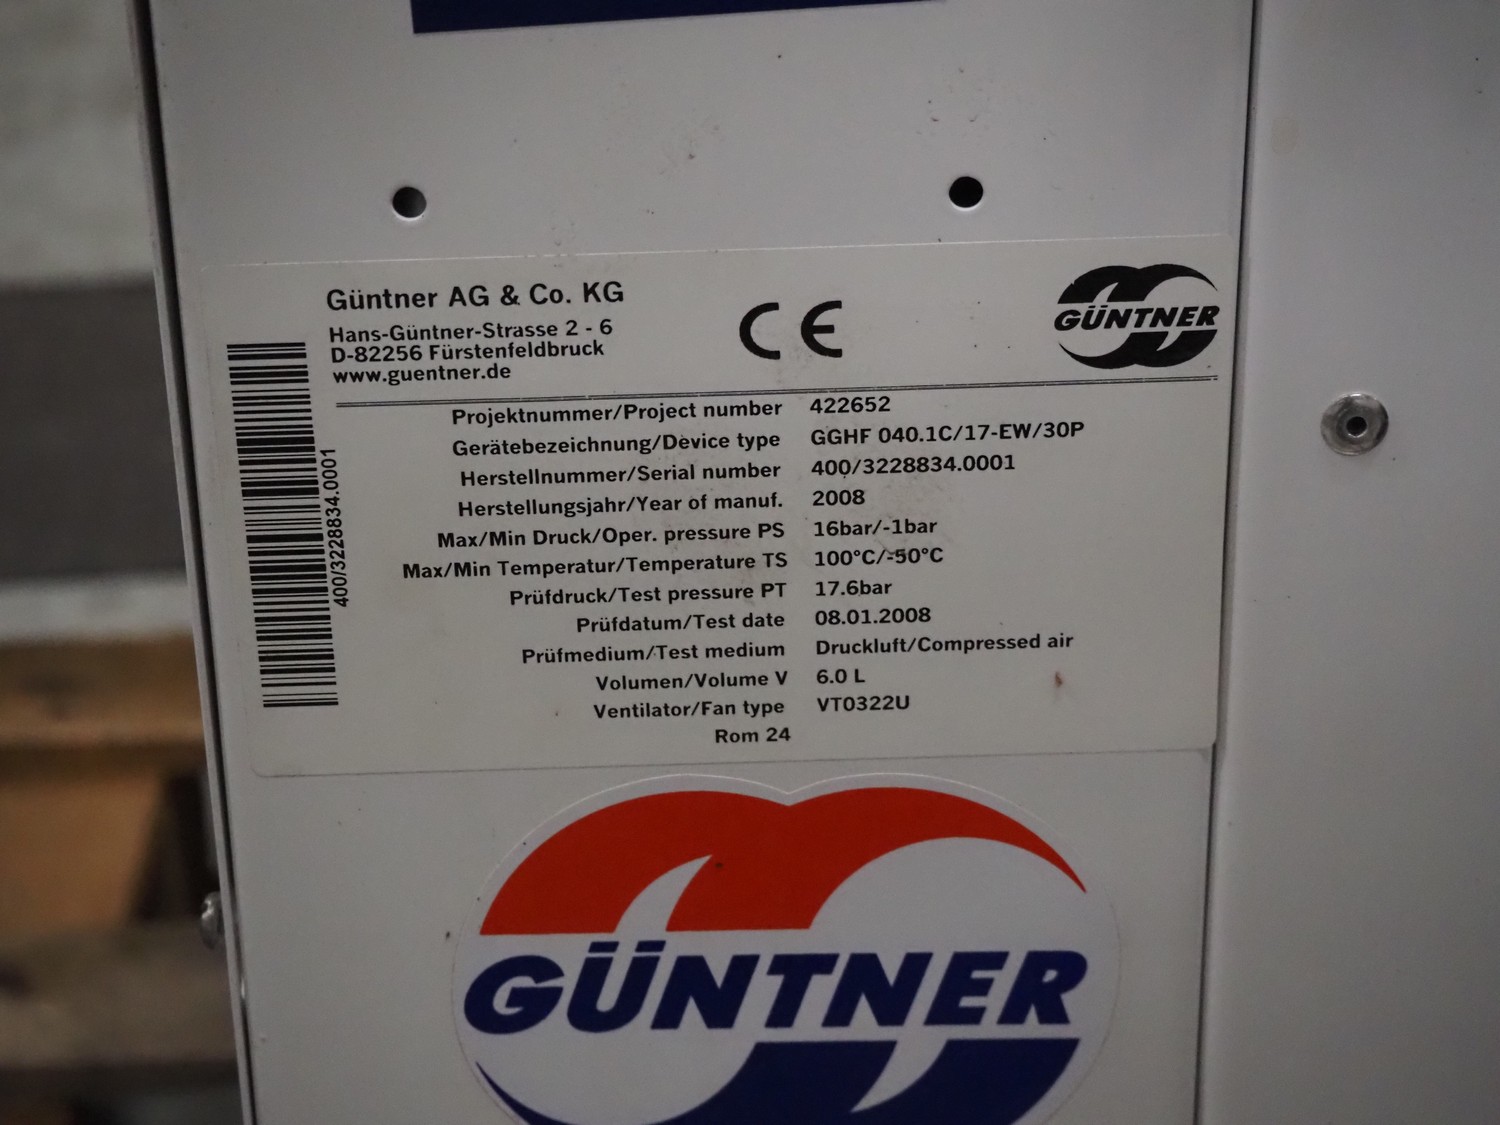 Güntner AG & Co. KG
Hans-Güntner-Strasse 2 - 6
D-82256 Fürstenfeldbruck
www.guentner.de
CE
GÜNTNER
400/3228834.0001
Projektnummer/Project number 422652
Gerätebezeichnung/Device type GGHF 040.1C/17-EW/30P
Herstellnummer/Serial number 400/3228834.0001
Herstellungsjahr/Year of manuf. 2008
Max/Min Druck/Oper. pressure PS 16bar/-1bar
Max/Min Temperatur/Temperature TS 100°C/-50°C
Prüfdruck/Test pressure PT 17.6bar
Prüfdatum/Test date 08.01.2008
Prüfmedium/Test medium Druckluft/Compressed air
Volumen/Volume V 6.0 L
Ventilator/Fan type VT0322U
Rom 24
GÜNTNER